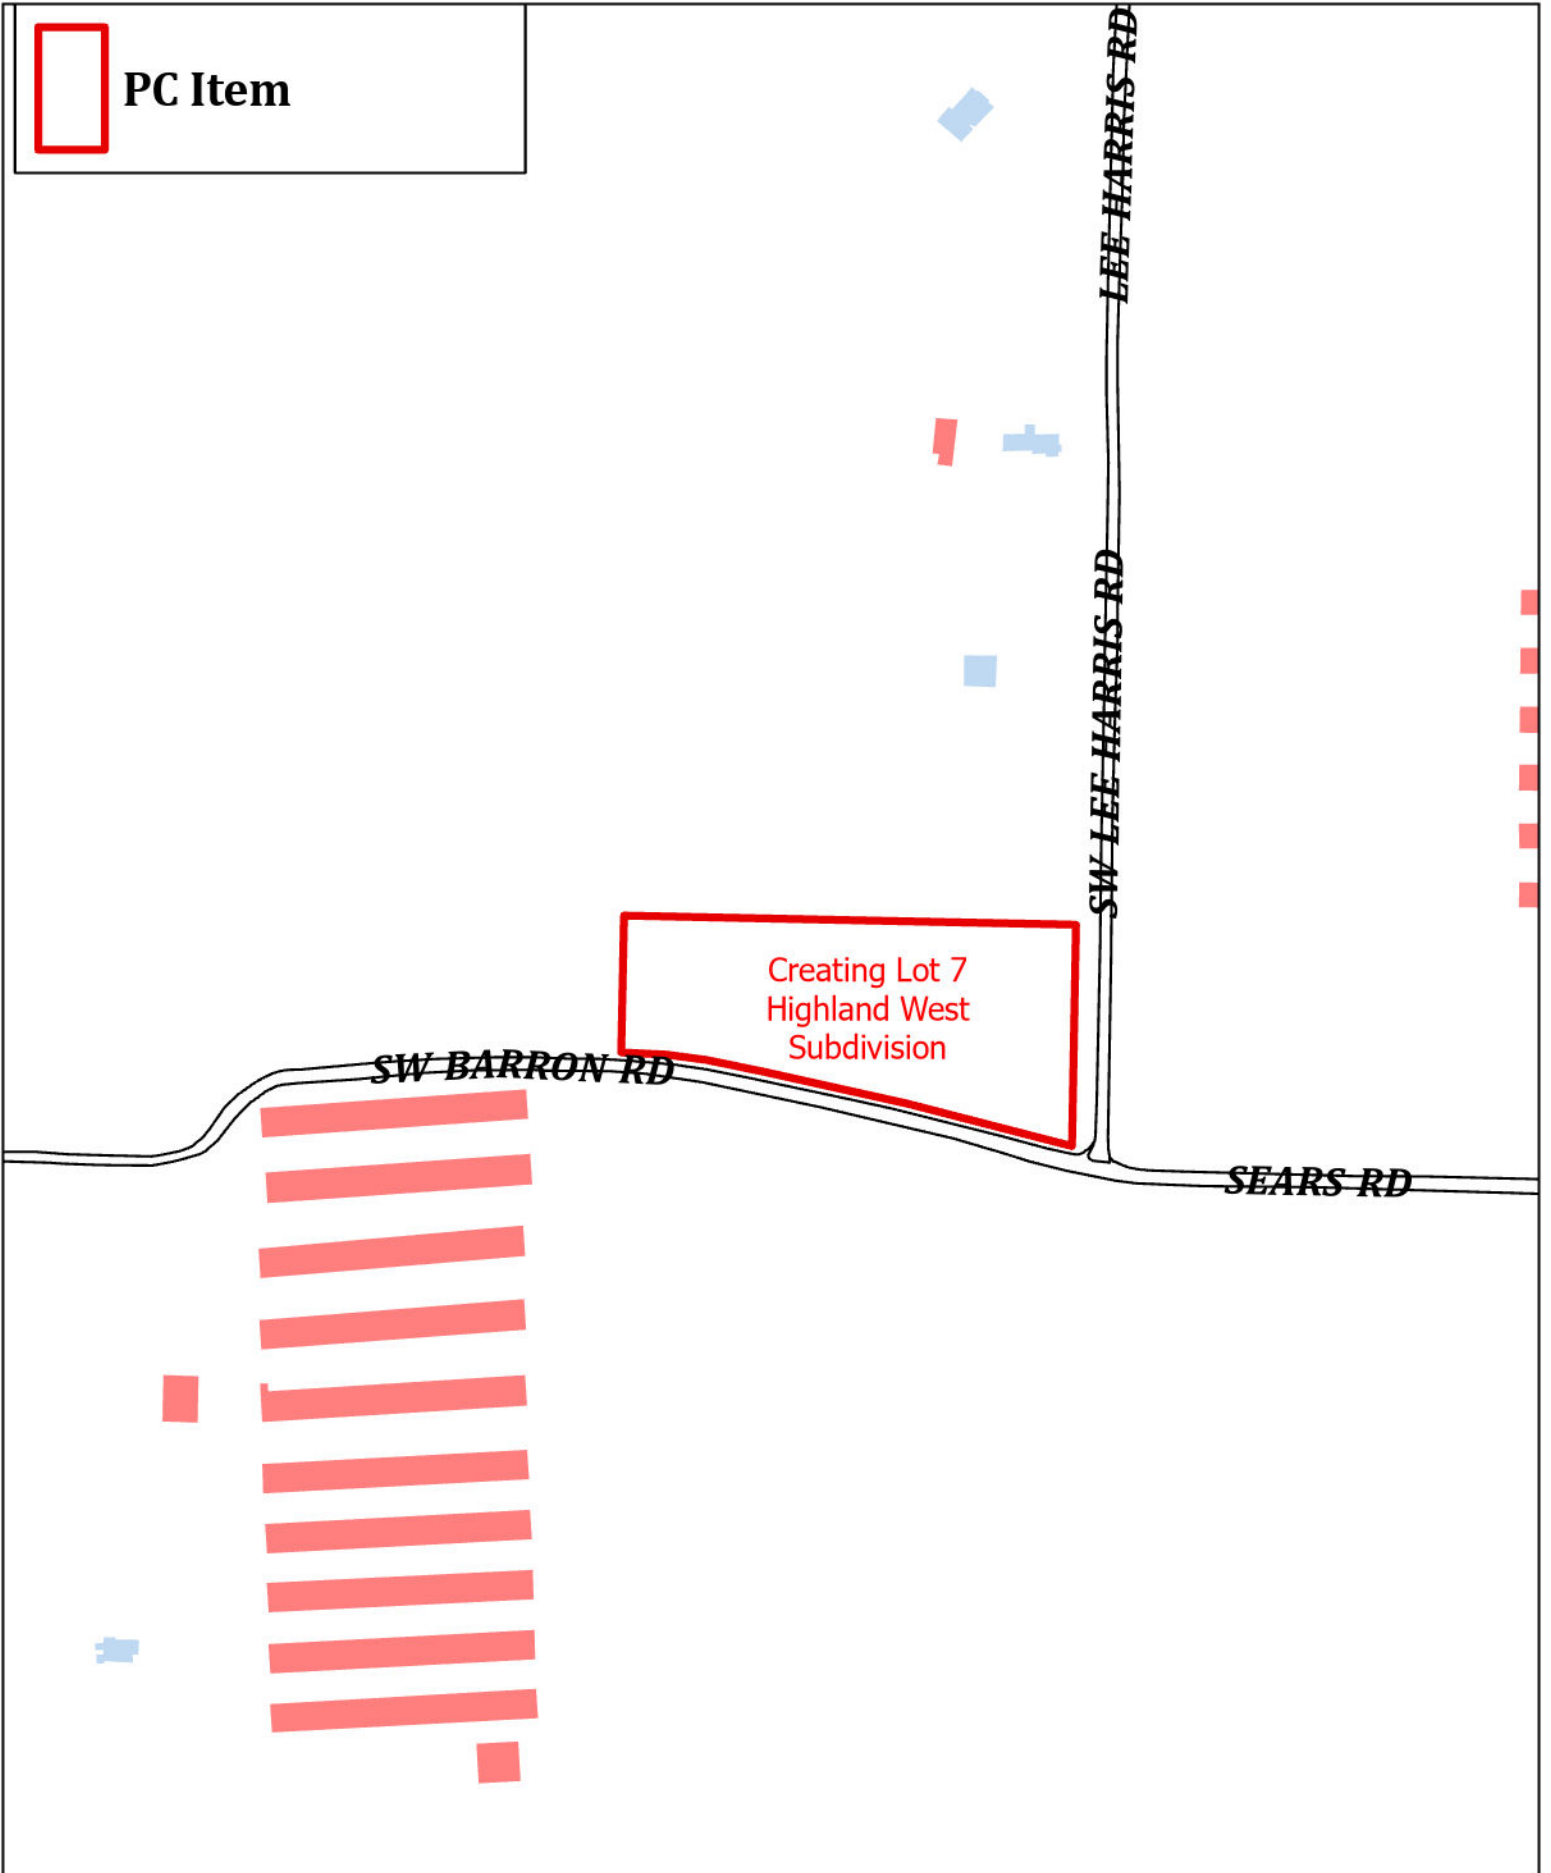 PC Item
LEE HARRIS RD
SW LEE HARRIS RD
Creating Lot 7
Highland West
Subdivision
SW BARRON RD
SEARS RD